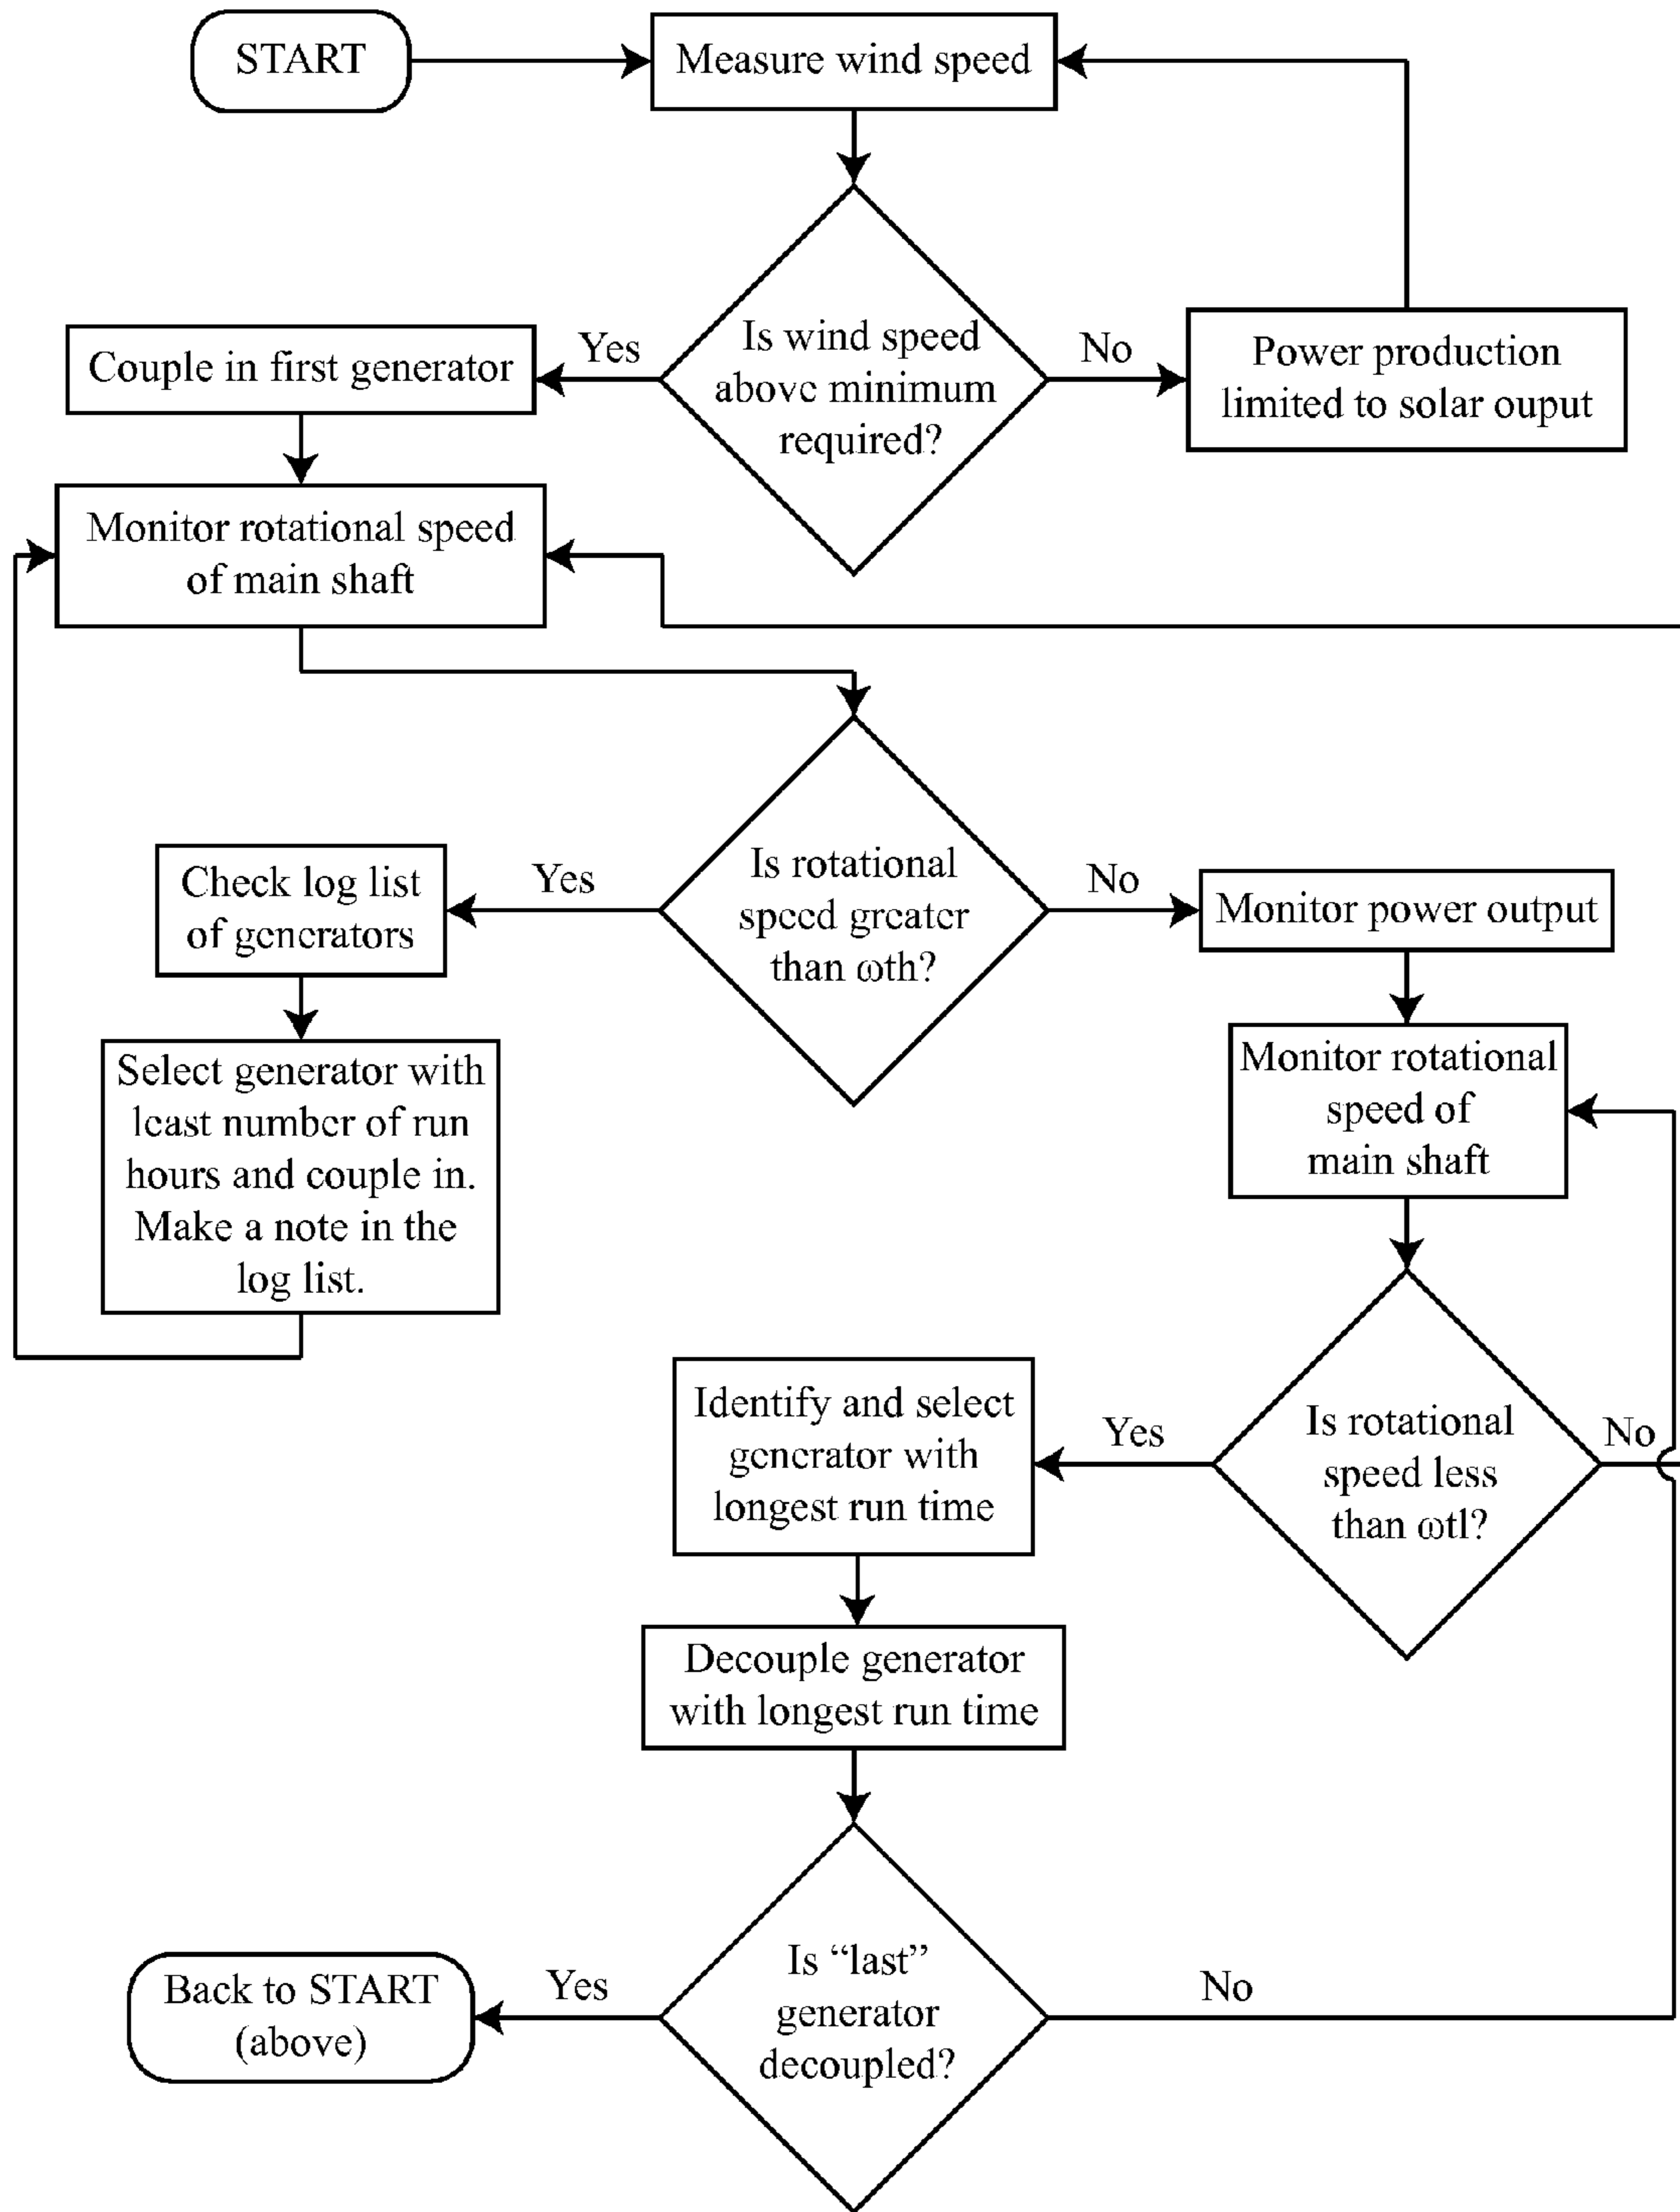 START
Measure wind speed
Is wind speed
above minimum
required?
Yes
No
Couple in first generator
Power production
limited to solar ouput
Monitor rotational speed
of main shaft
Is rotational
speed greater
than ωth?
Yes
No
Check log list
of generators
Monitor power output
Select generator with
least number of run
hours and couple in.
Make a note in the
log list.
Monitor rotational
speed of
main shaft
Is rotational
speed less
than ωtl?
Yes
No
Identify and select
generator with
longest run time
Decouple generator
with longest run time
Is “last”
generator
decoupled?
Yes
No
Back to START
(above)